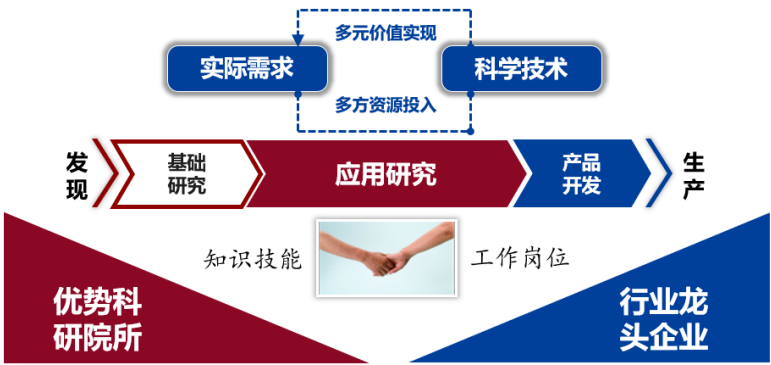 多元价值实现
实际需求
科学技术
多方资源投入
发现
基础
研究
应用研究
产品
开发
生产
知识技能
工作岗位
优势科
研院所
行业龙
头企业